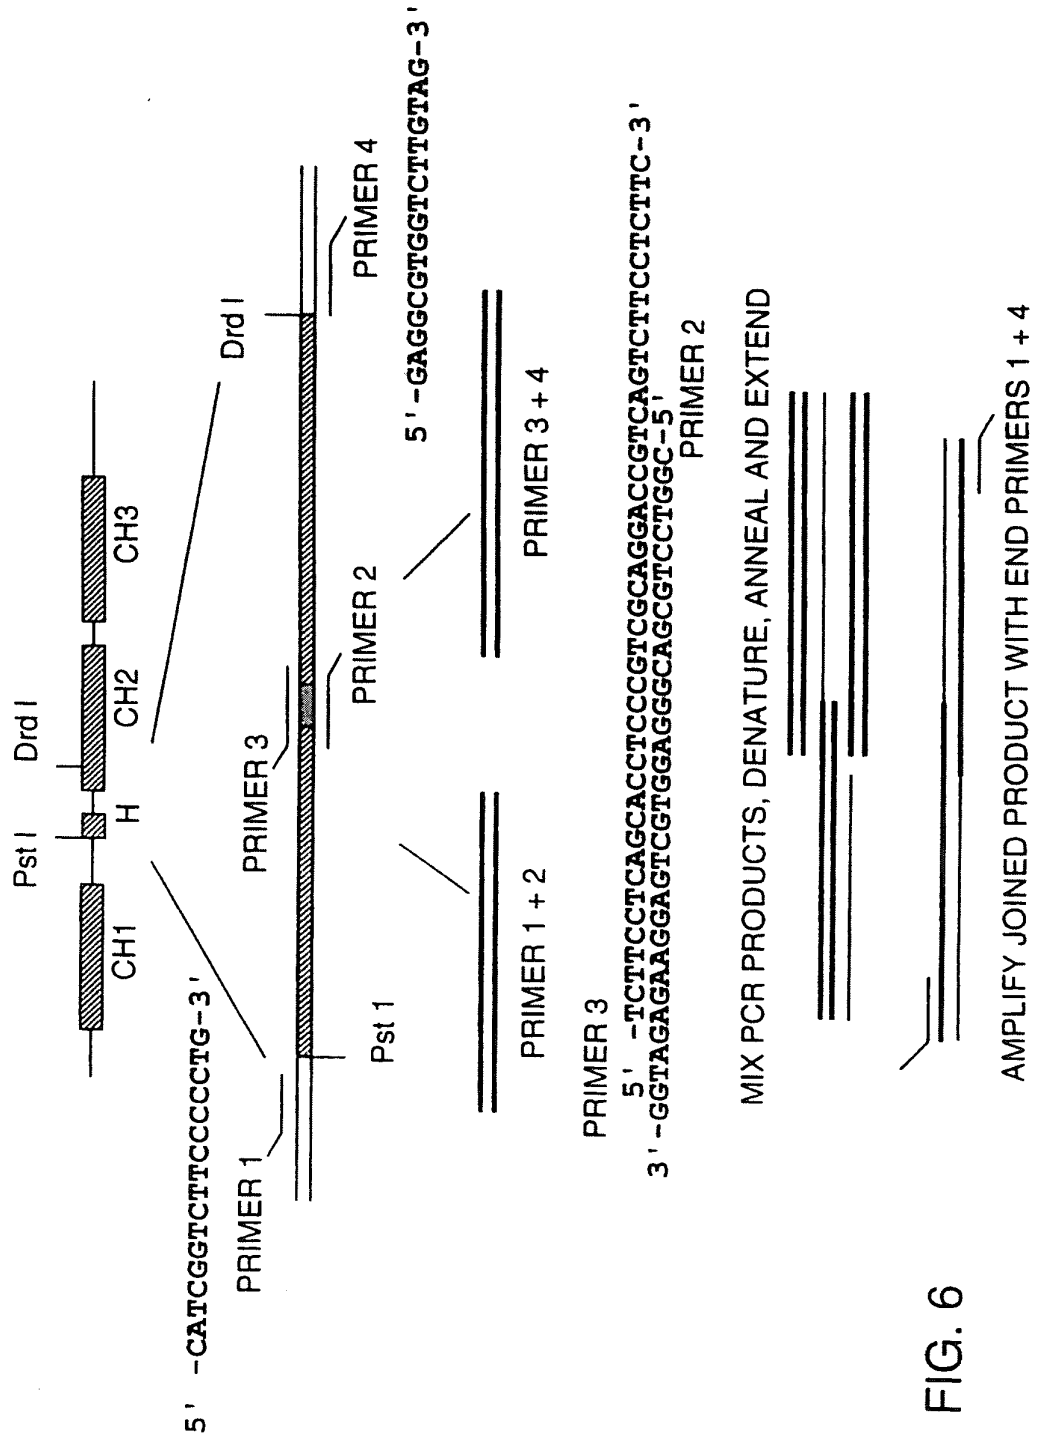 Pst I
Drd I
CH1
H
CH2
CH3
5' -CATCGGTCTTCCCCCTG-3'
Drd I
PRIMER 1
PRIMER 3
Pst 1
PRIMER 2
PRIMER 4
5'-GAGGCGTGGTCTTGTAG-3'
PRIMER 1 + 2
PRIMER 3 + 4
PRIMER 3
5' -TCTTCCTCAGCACCTCCCGTCGCAGGACCGTCAGTCTTCCTCTTC-3'
3'-GGTAGAGAAGGAGTCGTGGAGGGCAGCGTCCTGGC-5'
PRIMER 2
MIX PCR PRODUCTS, DENATURE, ANNEAL AND EXTEND
AMPLIFY JOINED PRODUCT WITH END PRIMERS 1 + 4
FIG. 6